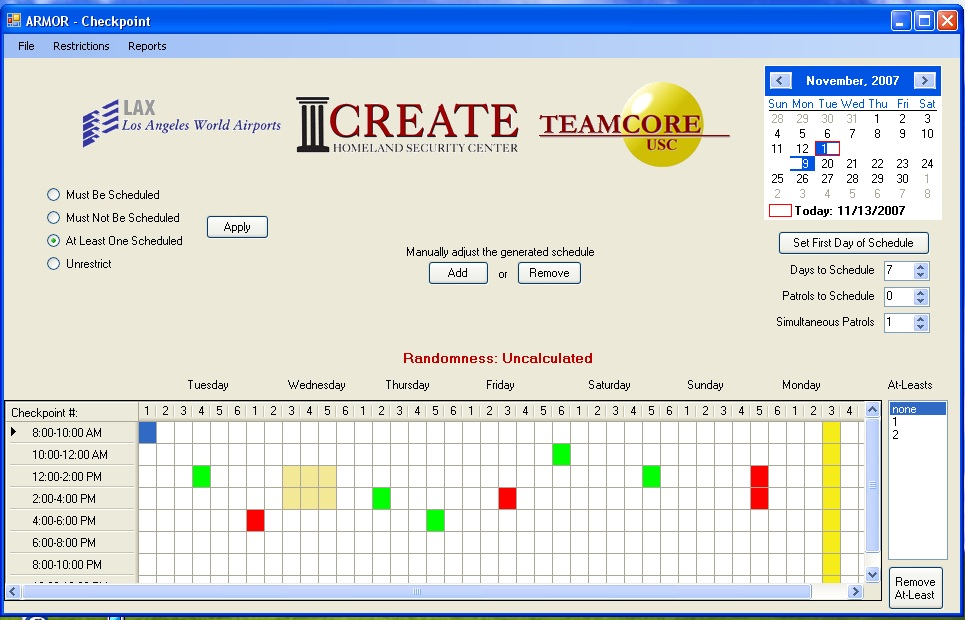 ARMOR - Checkpoint
File Restrictions Reports
LAX
Los Angeles World Airports
CREATE
HOMELAND SECURITY CENTER
TEAMCORE
USC
November, 2007
Sun Mon Tue Wed Thu Fri Sat
28 29 30 31 1 2 3
4 5 6 7 8 9 10
11 12 1
9 20 21 22 23 24
25 26 27 28 29 30 1
2 3 4 5 6 7 8
Today: 11/13/2007
Must Be Scheduled
Must Not Be Scheduled
At Least One Scheduled
Unrestrict
Apply
Manually adjust the generated schedule
Add or Remove
Set First Day of Schedule
Days to Schedule 7
Patrols to Schedule 0
Simultaneous Patrols 1
Randomness: Uncalculated
Tuesday Wednesday Thursday Friday Saturday Sunday Monday At-Leasts
Checkpoint #: 1 2 3 4 5 6 1 2 3 4 5 6 1 2 3 4 5 6 1 2 3 4 5 6 1 2 3 4 5 6 1 2 3 4 5 6 1 2 3 4
8:00-10:00 AM
10:00-12:00 AM
12:00-2:00 PM
2:00-4:00 PM
4:00-6:00 PM
6:00-8:00 PM
8:00-10:00 PM
none
1
2
Remove
At-Least